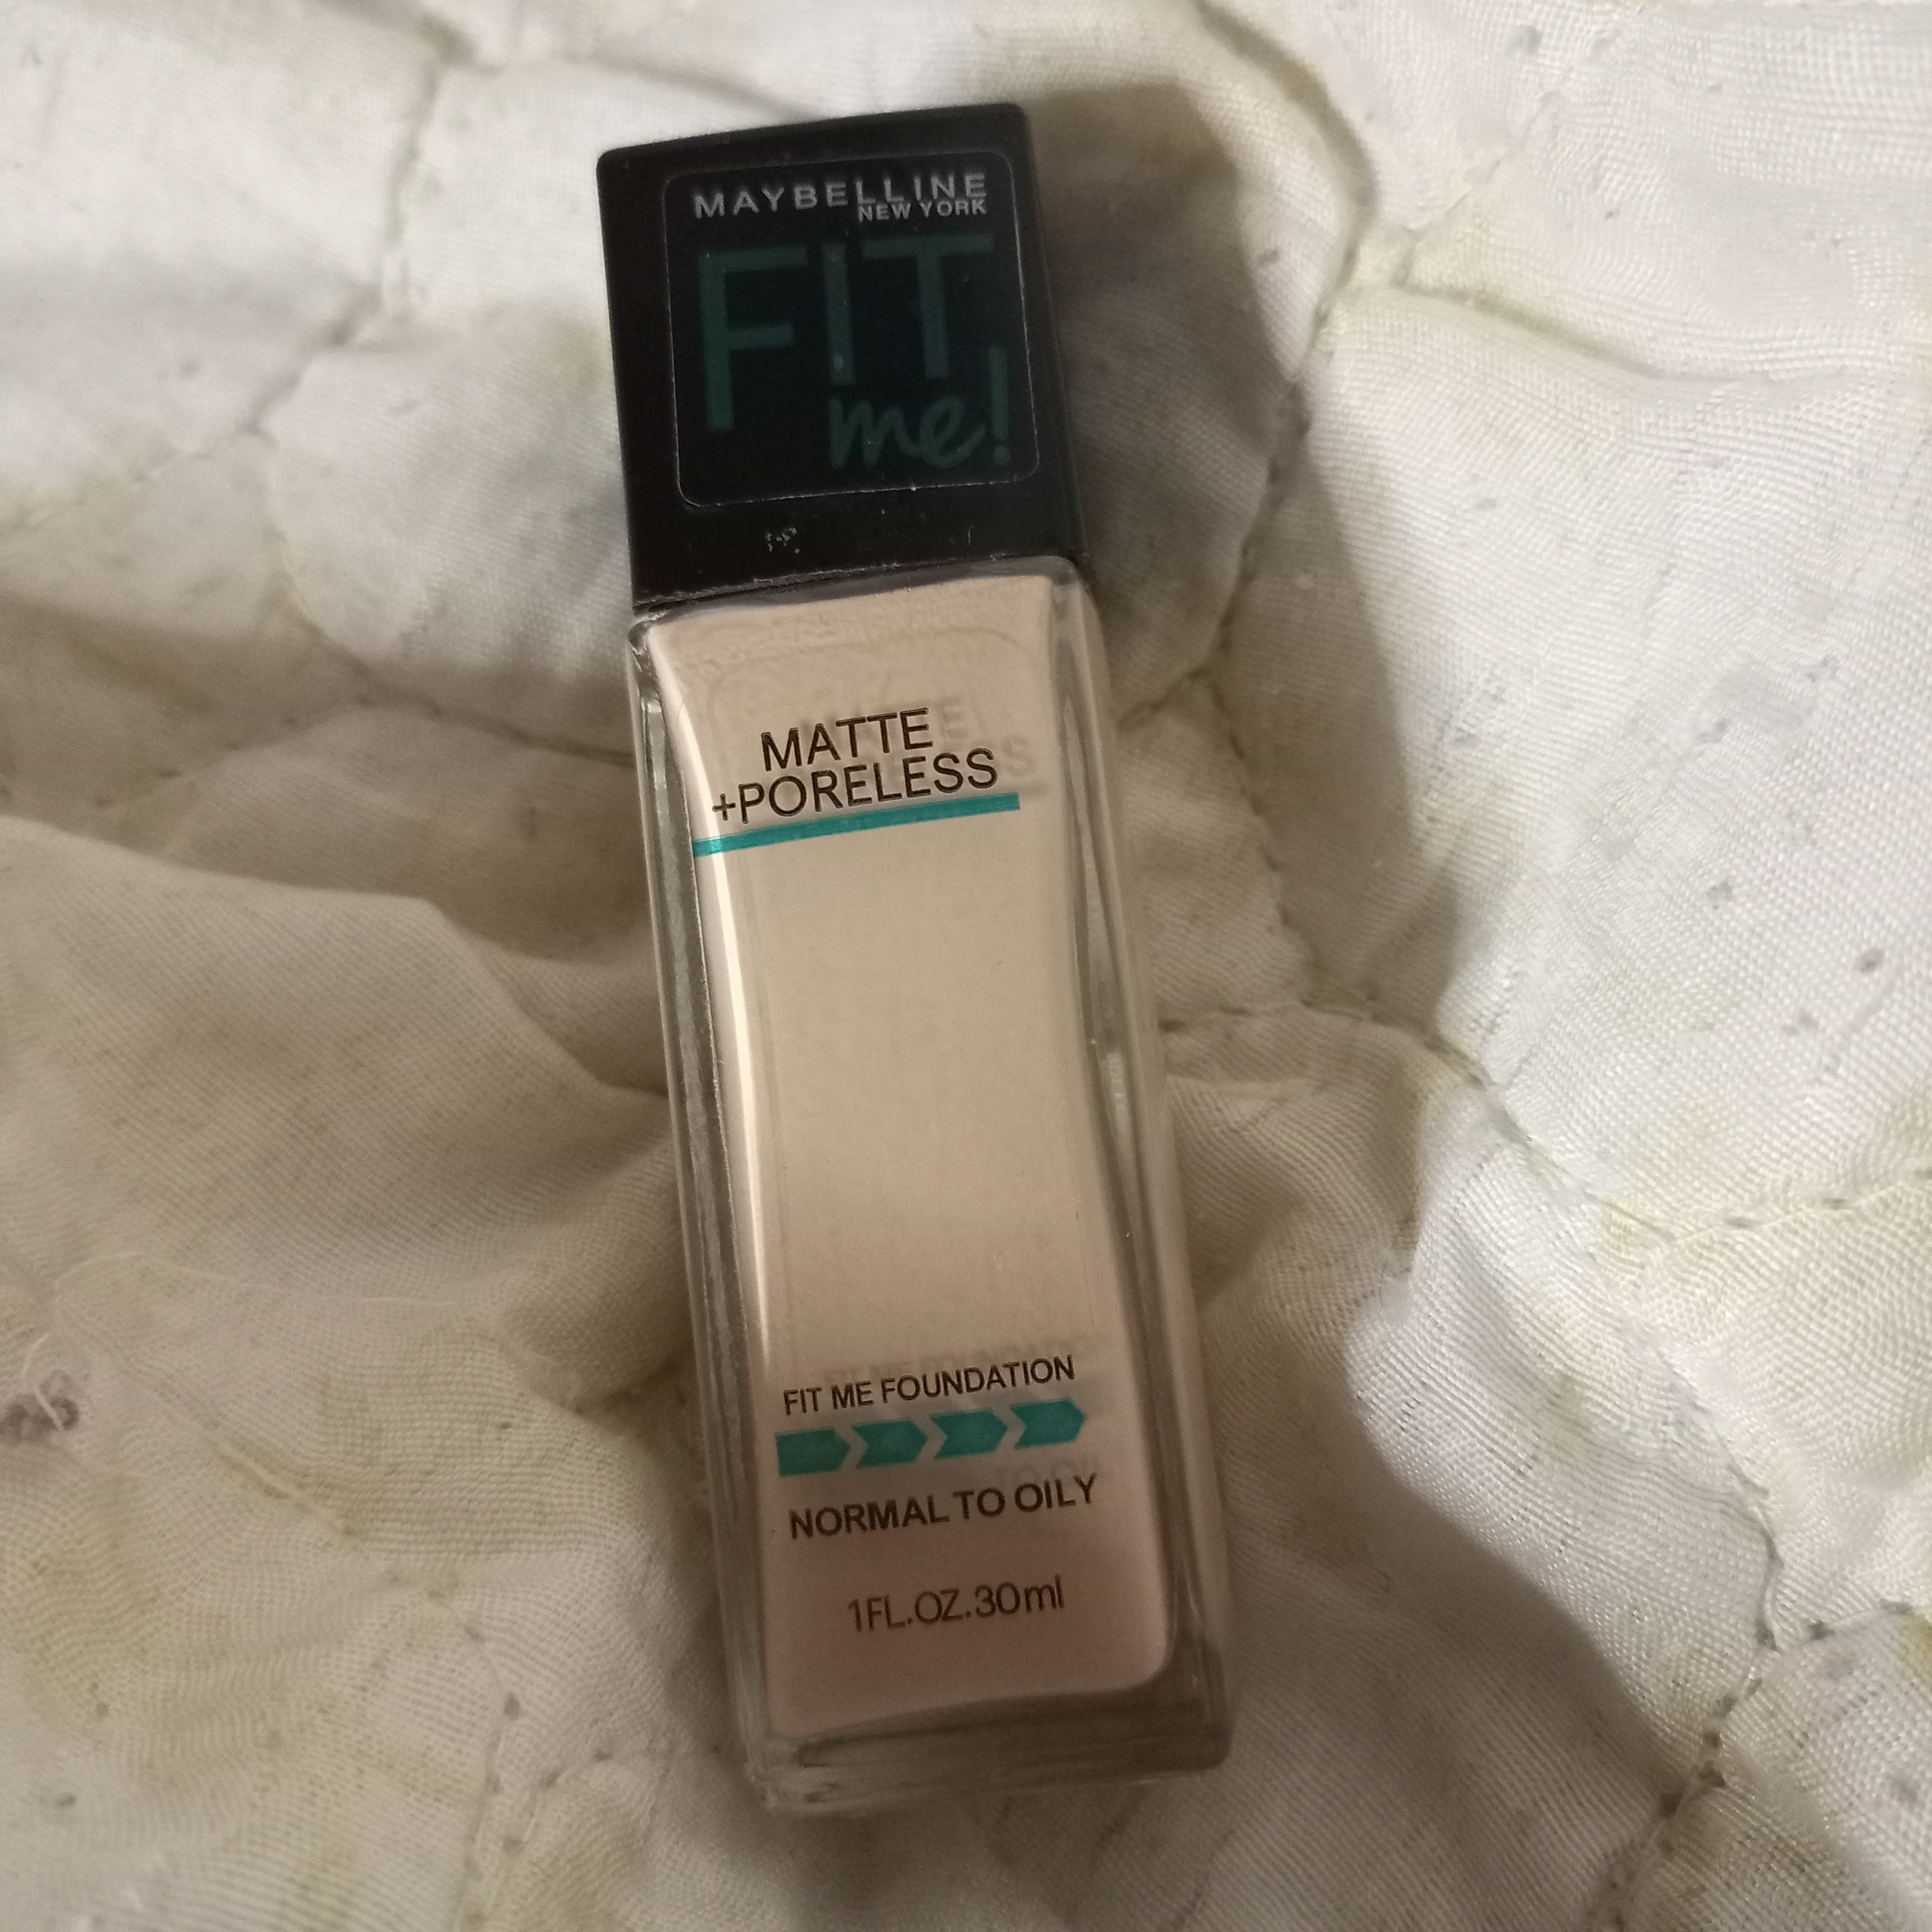 MAYBELLINE
NEW YORK
FIT
me!
MATTE
+PORELESS
FIT ME FOUNDATION
NORMAL TO OILY
1FL.OZ.30ml